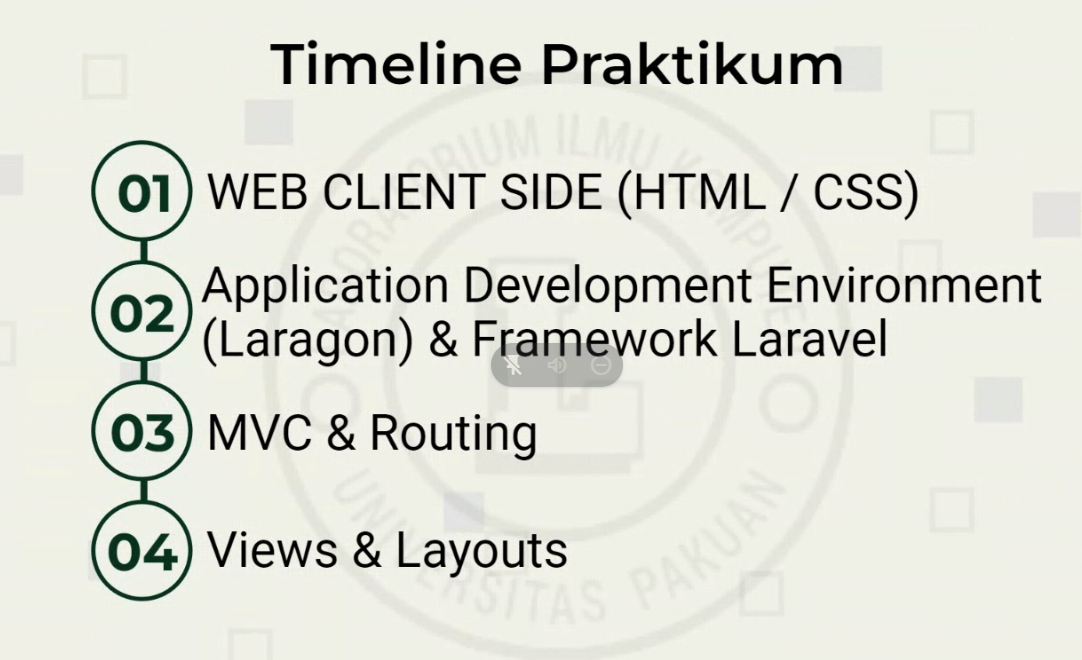 Timeline Praktikum
01 WEB CLIENT SIDE (HTML / CSS)
02 Application Development Environment
(Laragon) & Framework Laravel
03 MVC & Routing
04 Views & Layouts
LABORATORIUM ILMU KOMPUTER
UNIVERSITAS PAKUAN